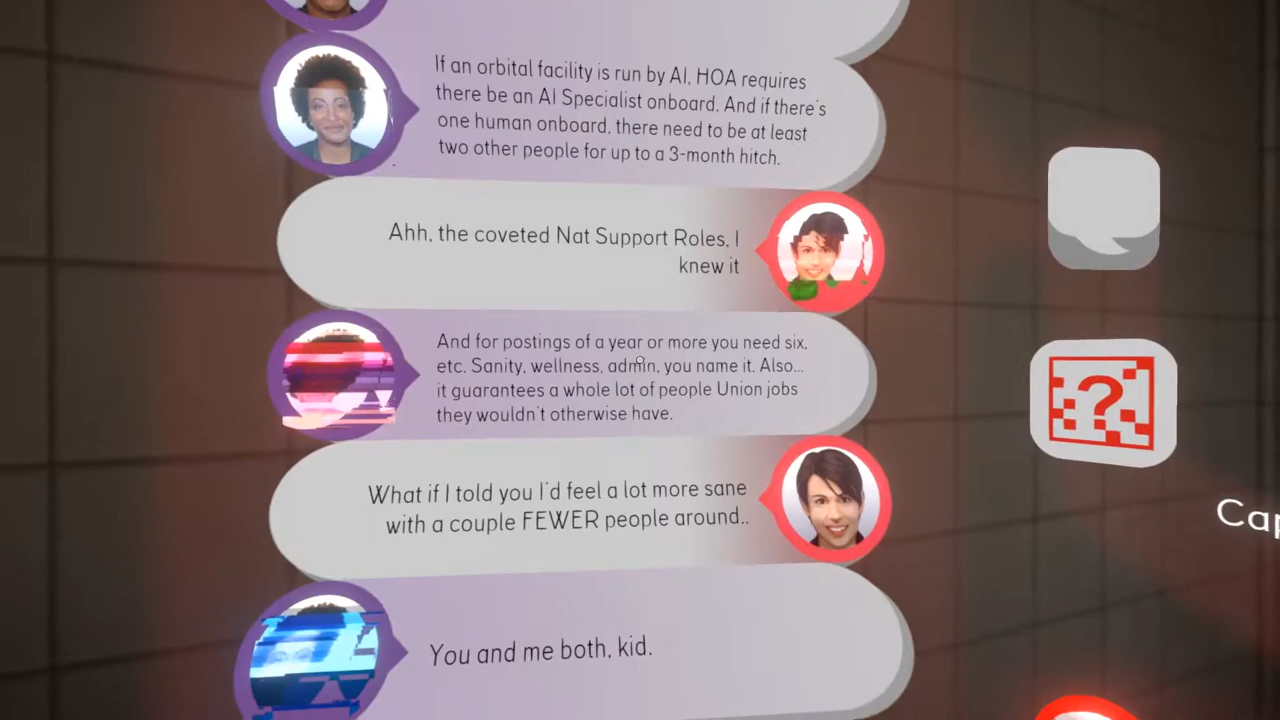 If an orbital facility is run by AI, HOA requires
there be an AI Specialist onboard. And if there's
one human onboard, there need to be at least
two other people for up to a 3-month hitch.
Ahh, the coveted Nat Support Roles, I
knew it
And for postings of a year or more you need six,
etc. Sanity, wellness, admin, you name it. Also...
it guarantees a whole lot of people Union jobs
they wouldn't otherwise have.
?
What if I told you I'd feel a lot more sane
with a couple FEWER people around..
Cap
You and me both, kid.